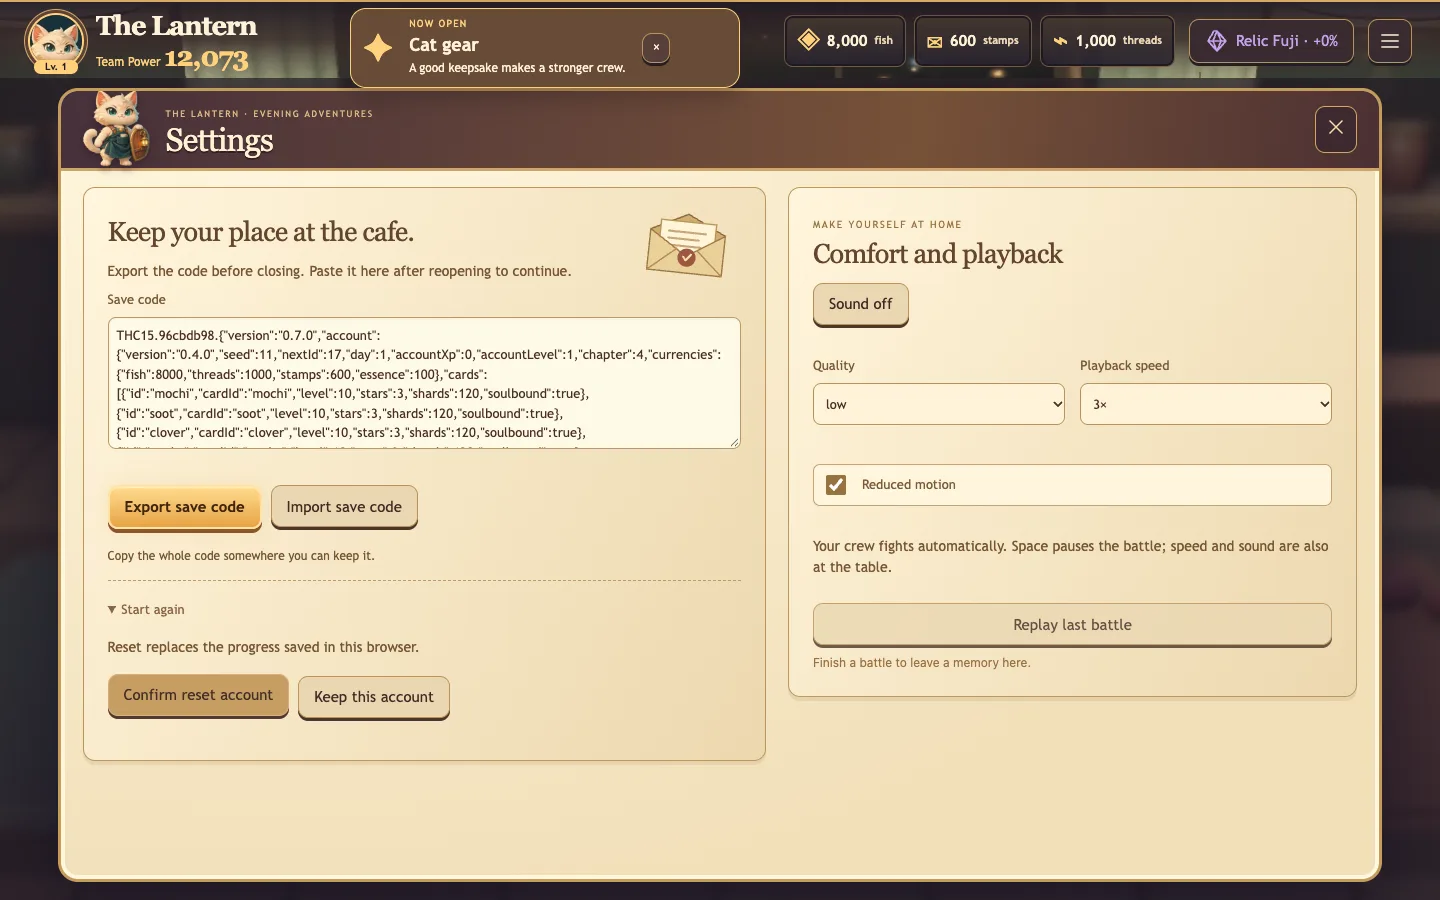 The Lantern
Team Power 12,073
Lv. 1
NOW OPEN
Cat gear
A good keepsake makes a stronger crew.
×
8,000 fish
600 stamps
1,000 threads
Relic Fuji · +0%
THE LANTERN · EVENING ADVENTURES
Settings
Keep your place at the cafe.
Export the code before closing. Paste it here after reopening to continue.
Save code
THC15.96cbdb98.{"version":"0.7.0","account":
{"version":"0.4.0","seed":11,"nextId":17,"day":1,"accountXp":0,"accountLevel":1,"chapter":4,"currencies":
{"fish":8000,"threads":1000,"stamps":600,"essence":100},"cards":
[{"id":"mochi","cardId":"mochi","level":10,"stars":3,"shards":120,"soulbound":true},
{"id":"soot","cardId":"soot","level":10,"stars":3,"shards":120,"soulbound":true},
{"id":"clover","cardId":"clover","level":10,"stars":3,"shards":120,"soulbound":true},
Export save code
Import save code
Copy the whole code somewhere you can keep it.
▼ Start again
Reset replaces the progress saved in this browser.
Confirm reset account
Keep this account
MAKE YOURSELF AT HOME
Comfort and playback
Sound off
Quality
Playback speed
low
3×
Reduced motion
Your crew fights automatically. Space pauses the battle; speed and sound are also
at the table.
Replay last battle
Finish a battle to leave a memory here.